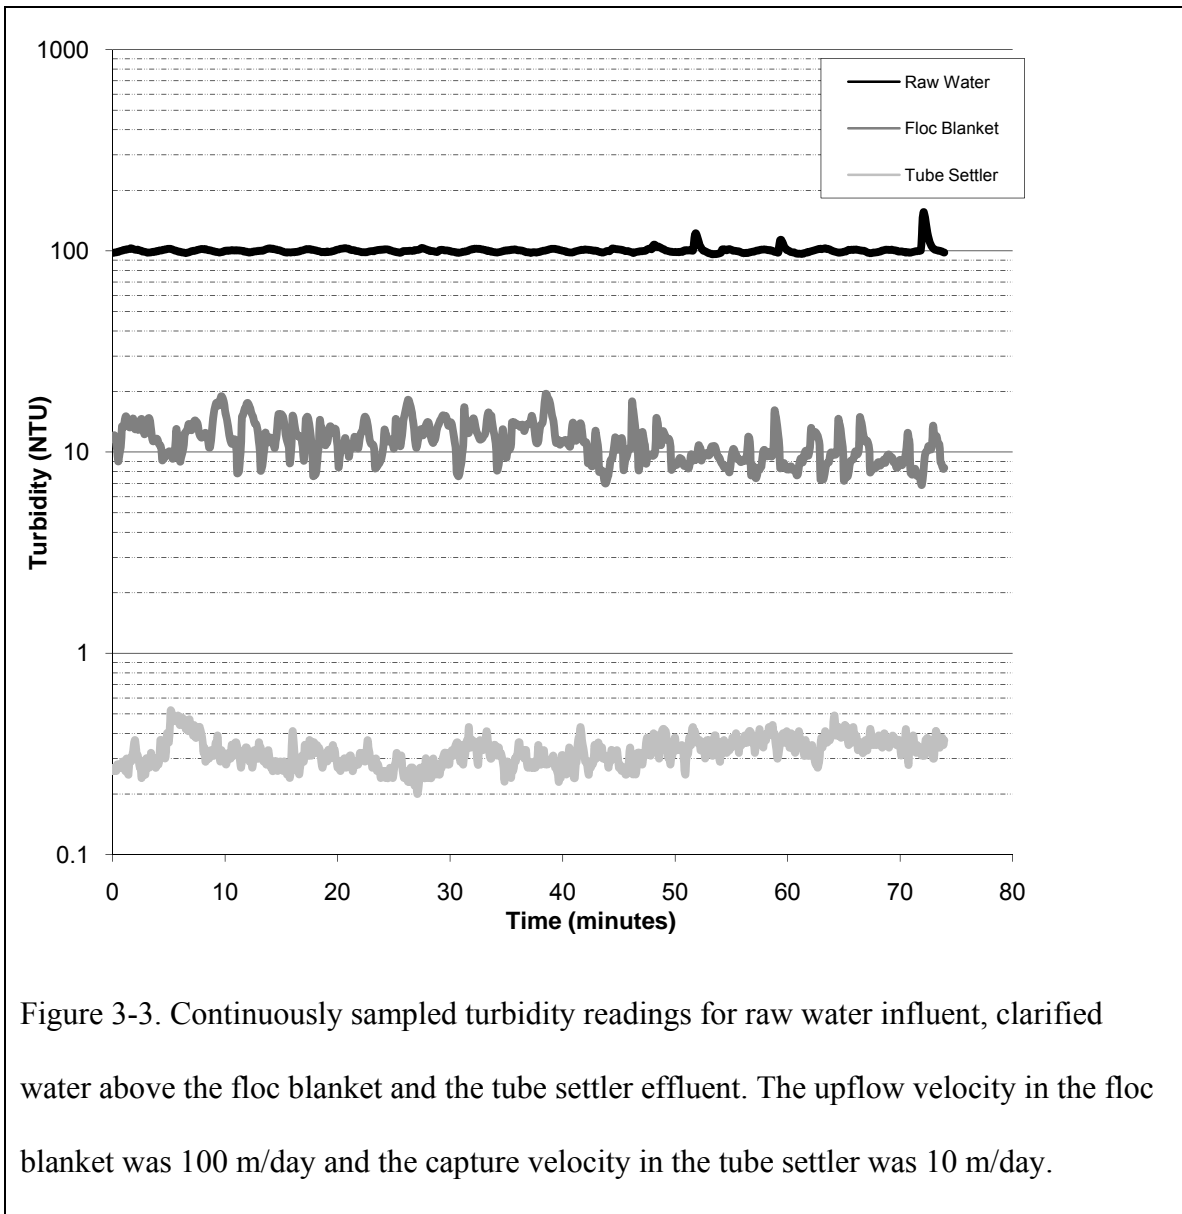 1000
100
10
1
0.1
Turbidity (NTU)
Raw Water
Floc Blanket
Tube Settler
0 10 20 30 40 50 60 70 80
Time (minutes)
Figure 3-3. Continuously sampled turbidity readings for raw water influent, clarified
water above the floc blanket and the tube settler effluent. The upflow velocity in the floc
blanket was 100 m/day and the capture velocity in the tube settler was 10 m/day.